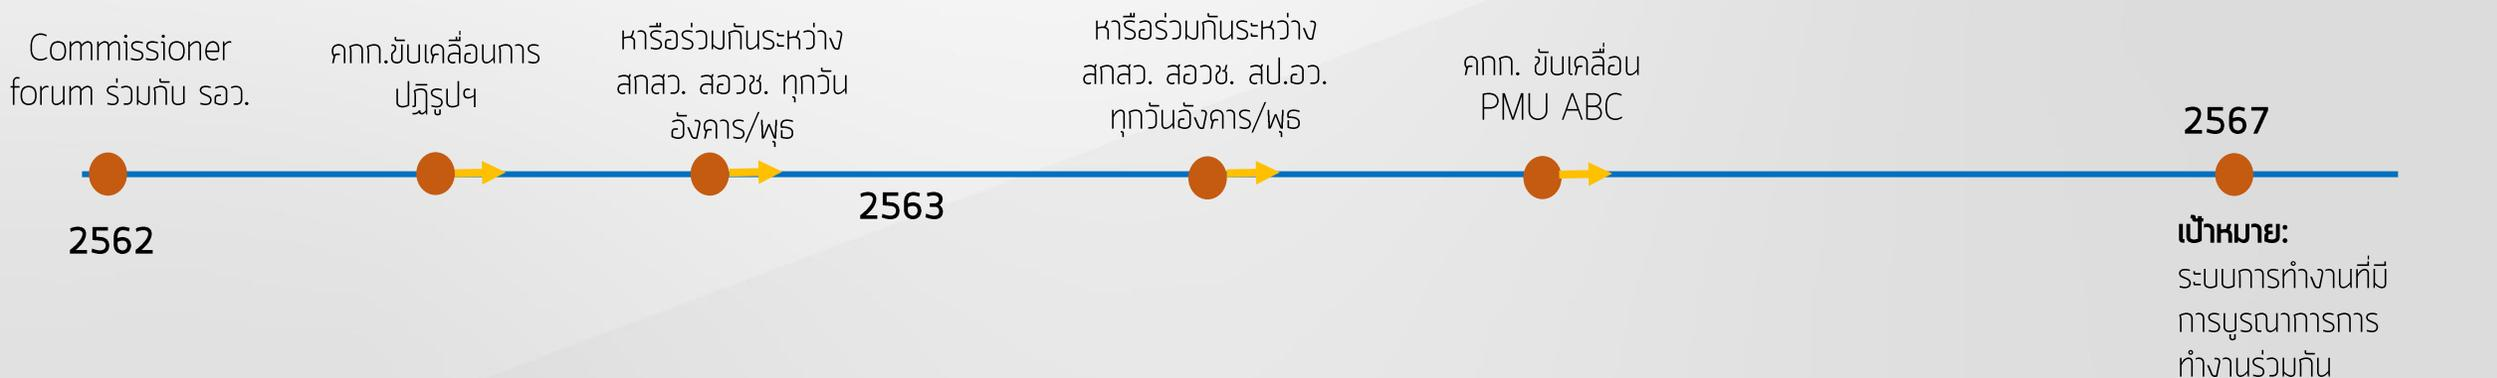 Commissioner
forum ร่วมกับ รอว.
คกก.ขับเคลื่อนการ
ปฏิรูปฯ
หารือร่วมกันระหว่าง
สกสว. สอวช. ทุกวัน
อังคาร/พุธ
หารือร่วมกันระหว่าง
สกสว. สอวช. สป.อว.
ทุกวันอังคาร/พุธ
คกก. ขับเคลื่อน
PMU ABC
2567
2562
2563
เป้าหมาย:
ระบบการทำงานที่มี
การบูรณาการการ
ทำงานร่วมกัน